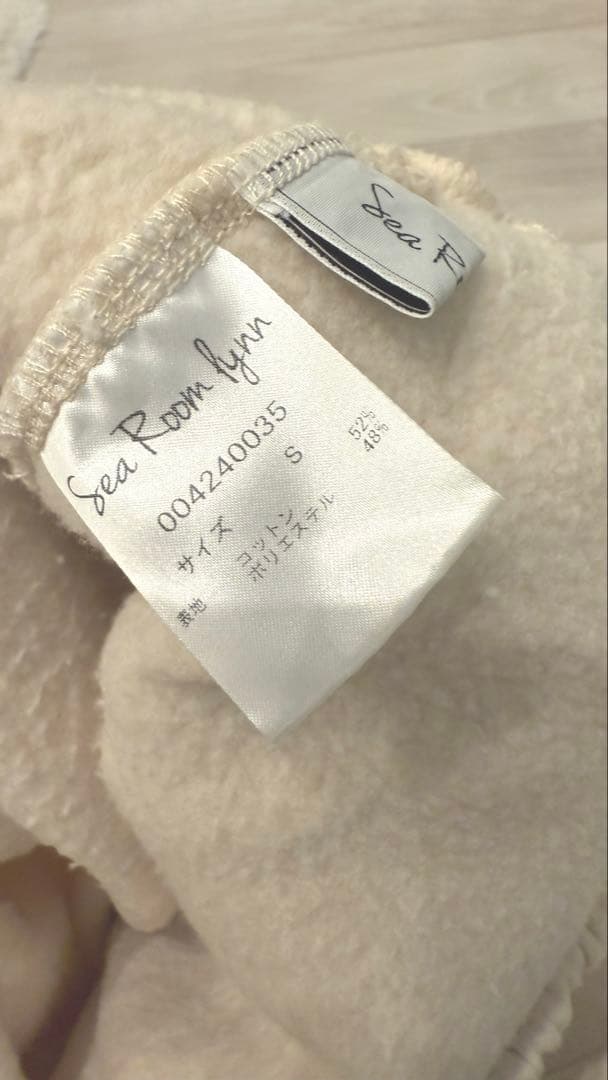 Sea R
Sea Room lynn
004240035
サイズ S
表地 コットン 52%
ポリエステル 48%